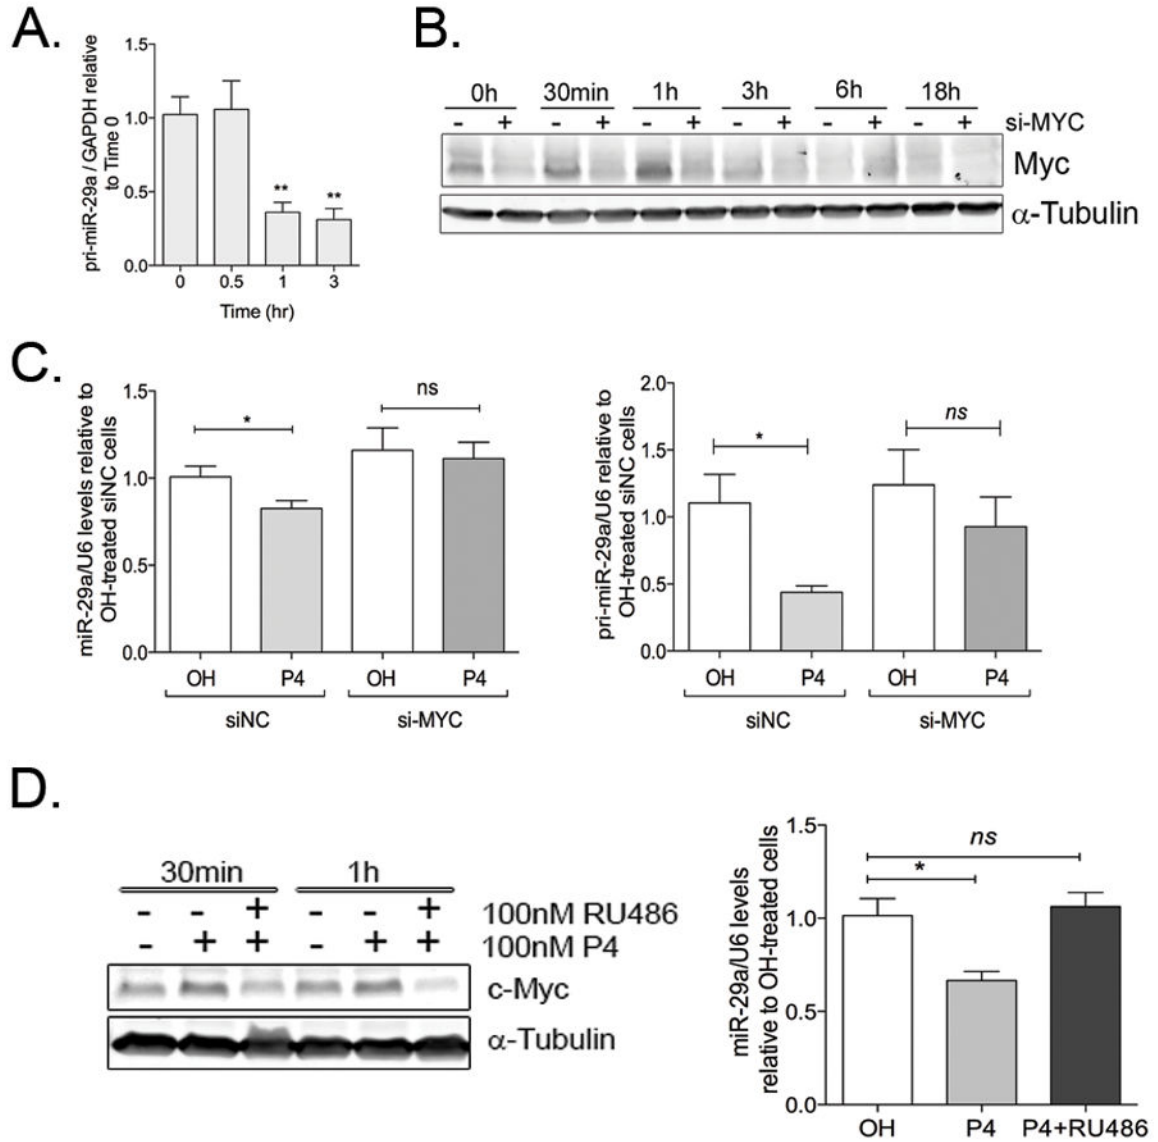 A.
pri-miR-29a / GAPDH relative
to Time 0
1.5
1.0
0.5
0.0
** **
0 0.5 1 3
Time (hr)
B.
0h 30min 1h 3h 6h 18h
- + - + - + - + - + - + si-MYC
Myc
α-Tubulin
C.
miR-29a/U6 levels relative to
OH-treated siNC cells
1.5
1.0
0.5
0.0
* ns
OH P4 OH P4
siNC si-MYC
pri-miR-29a/U6 relative to
OH-treated siNC cells
2.0
1.5
1.0
0.5
0.0
* ns
OH P4 OH P4
siNC si-MYC
D.
30min 1h
- - + - - + 100nM RU486
- + + - + + 100nM P4
c-Myc
α-Tubulin
miR-29a/U6 levels
relative to OH-treated cells
1.5
1.0
0.5
0.0
ns
*
OH P4 P4+RU486